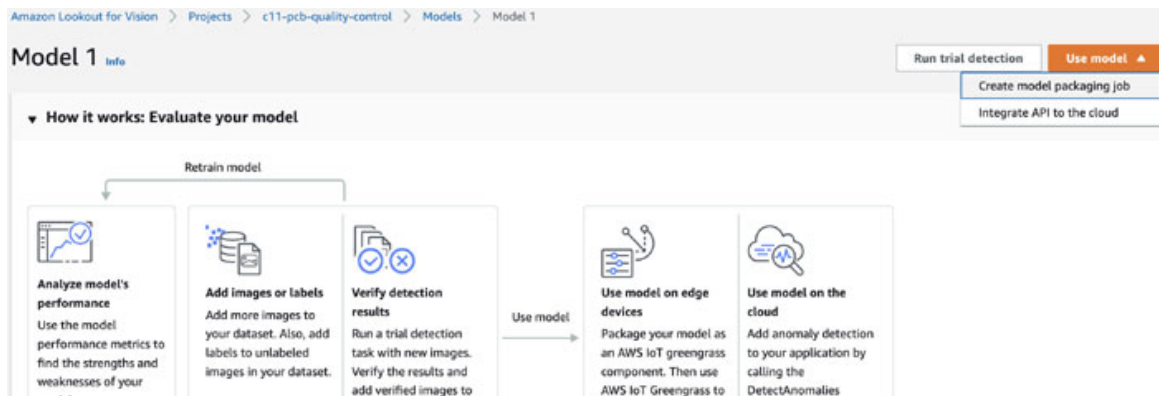 Amazon Lookout for Vision > Projects > c11-pcb-quality-control > Models > Model 1
Model 1 Info
Run trial detection
Use model
Create model packaging job
Integrate API to the cloud
How it works: Evaluate your model
Retrain model
Analyze model's
performance
Use the model
performance metrics to
find the strengths and
weaknesses of your
Add images or labels
Add more images to
your dataset. Also, add
labels to unlabeled
images in your dataset.
Verify detection
results
Run a trial detection
task with new images.
Verify the results and
add verified images to
Use model
Use model on edge
devices
Package your model as
an AWS IoT greengrass
component. Then use
AWS IoT Greengrass to
Use model on the
cloud
Add anomaly detection
to your application by
calling the
DetectAnomalies